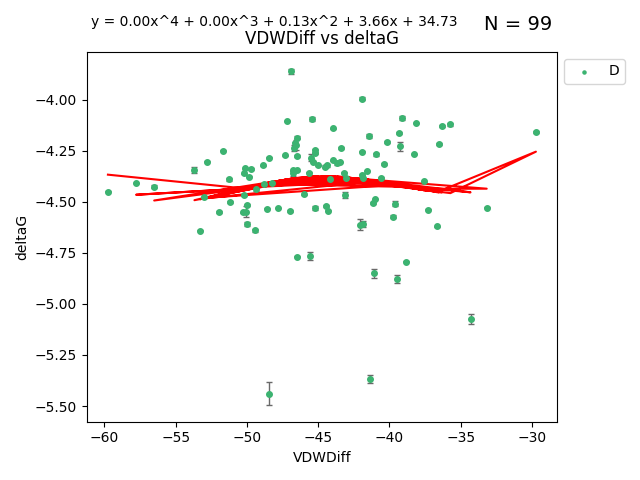 y = 0.00x^4 + 0.00x^3 + 0.13x^2 + 3.66x + 34.73
N = 99
VDWDiff vs deltaG
D
−4.00
−4.25
−4.50
−4.75
−5.00
−5.25
−5.50
deltaG
−60 −55 −50 −45 −40 −35 −30
VDWDiff